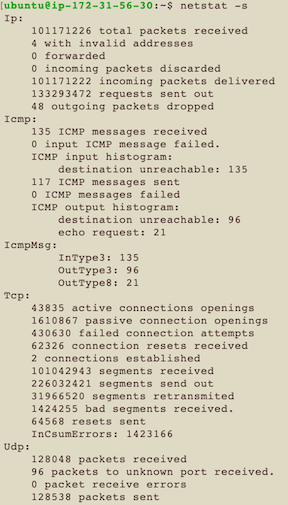 [ubuntu@ip-172-31-56-30:~$ netstat -s
Ip:
101171226 total packets received
4 with invalid addresses
0 forwarded
0 incoming packets discarded
101171222 incoming packets delivered
133293472 requests sent out
48 outgoing packets dropped
Icmp:
135 ICMP messages received
0 input ICMP message failed.
ICMP input histogram:
destination unreachable: 135
117 ICMP messages sent
0 ICMP messages failed
ICMP output histogram:
destination unreachable: 96
echo request: 21
IcmpMsg:
InType3: 135
OutType3: 96
OutType8: 21
Tcp:
43835 active connections openings
1610867 passive connection openings
430630 failed connection attempts
62326 connection resets received
2 connections established
101042943 segments received
226032421 segments send out
31966520 segments retransmited
1424255 bad segments received.
64568 resets sent
InCsumErrors: 1423166
Udp:
128048 packets received
96 packets to unknown port received.
0 packet receive errors
128538 packets sent